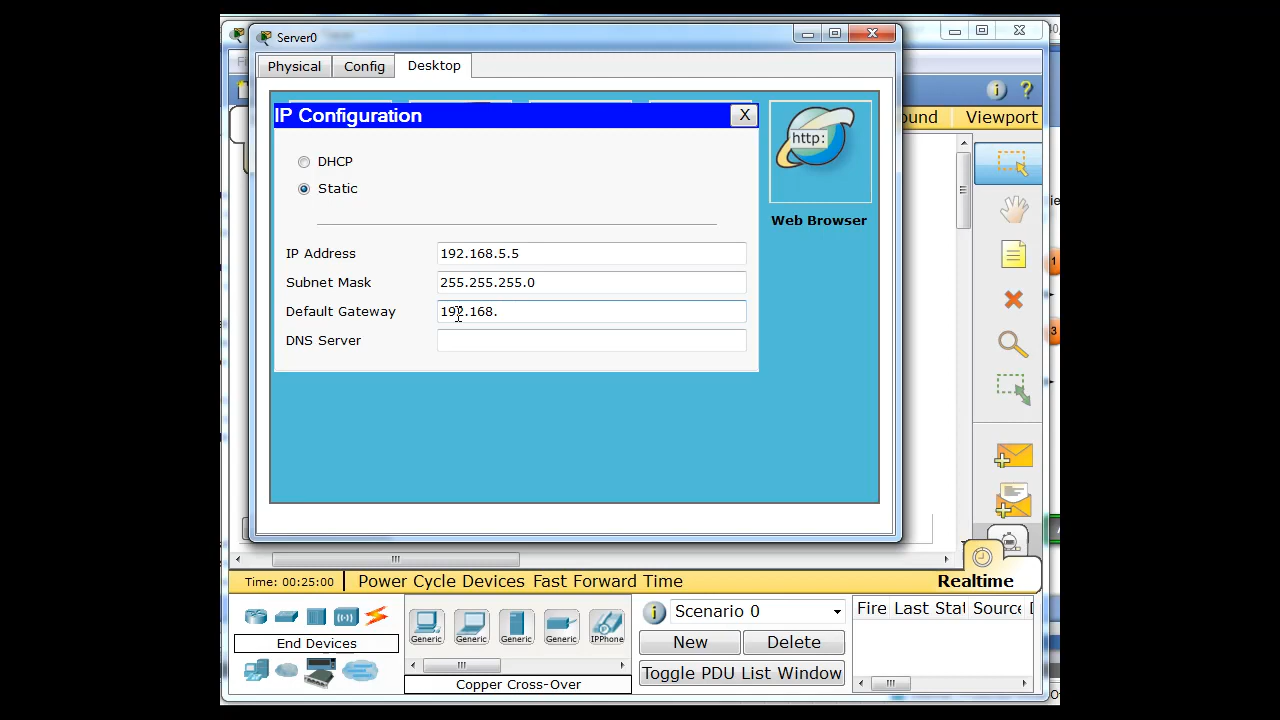 Server0
Physical
Config
Desktop
IP Configuration
X
http:
DHCP
Static
Web Browser
IP Address
192.168.5.5
Subnet Mask
255.255.255.0
Default Gateway
192.168.
DNS Server
ound
Viewport
Time: 00:25:00
Power Cycle Devices Fast Forward Time
Realtime
End Devices
Generic
Generic
Generic
Generic
IPPhone
Copper Cross-Over
Scenario 0
New
Delete
Toggle PDU List Window
Fire
Last Stat
Source